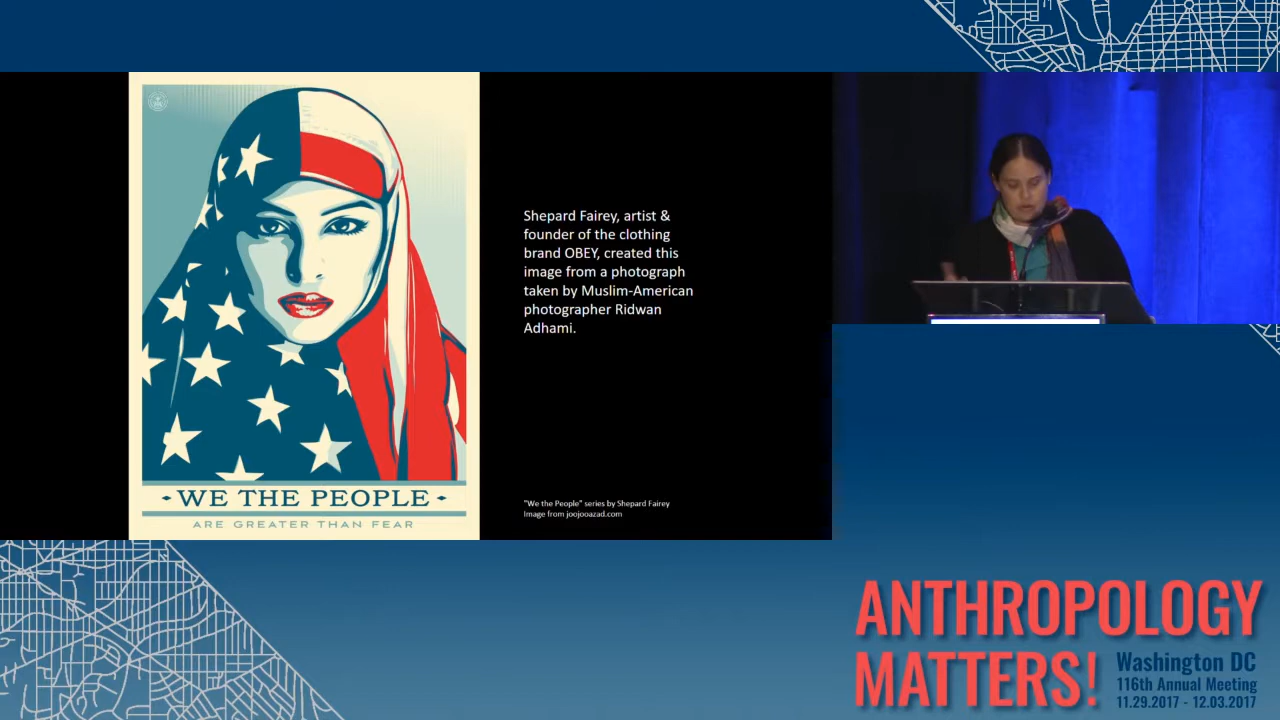 WE THE PEOPLE
ARE GREATER THAN FEAR
Shepard Fairey, artist &
founder of the clothing
brand OBEY, created this
image from a photograph
taken by Muslim-American
photographer Ridwan
Adhami.
"We the People" series by Shepard Fairey
Image from joojooazad.com
ANTHROPOLOGY
MATTERS!
Washington DC
116th Annual Meeting
11.29.2017 - 12.03.2017